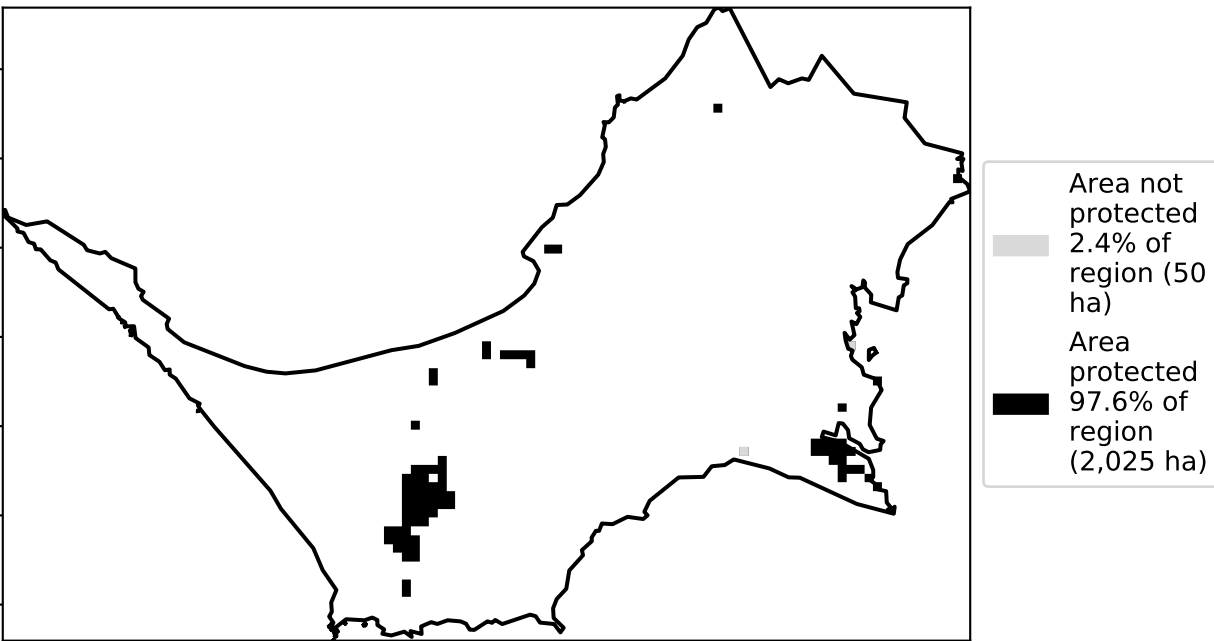 Area not
protected
2.4% of
region (50
ha)
Area
protected
97.6% of
region
(2,025 ha)